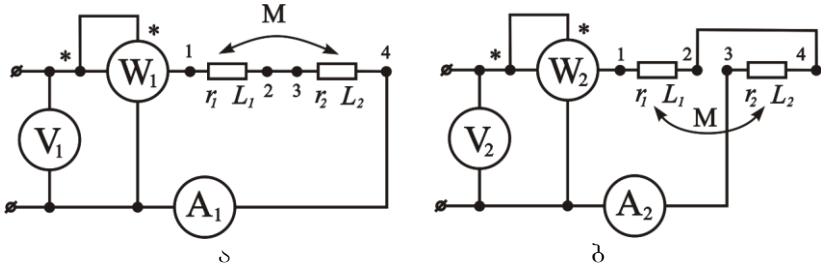 M
* * 1 4
W₁ r₁ L₁ 2 3 r₂ L₂
V₁
A₁
ა
* * 1 2 3 4
W₂ r₁ L₁ r₂ L₂
M
V₂
A₂
ბ